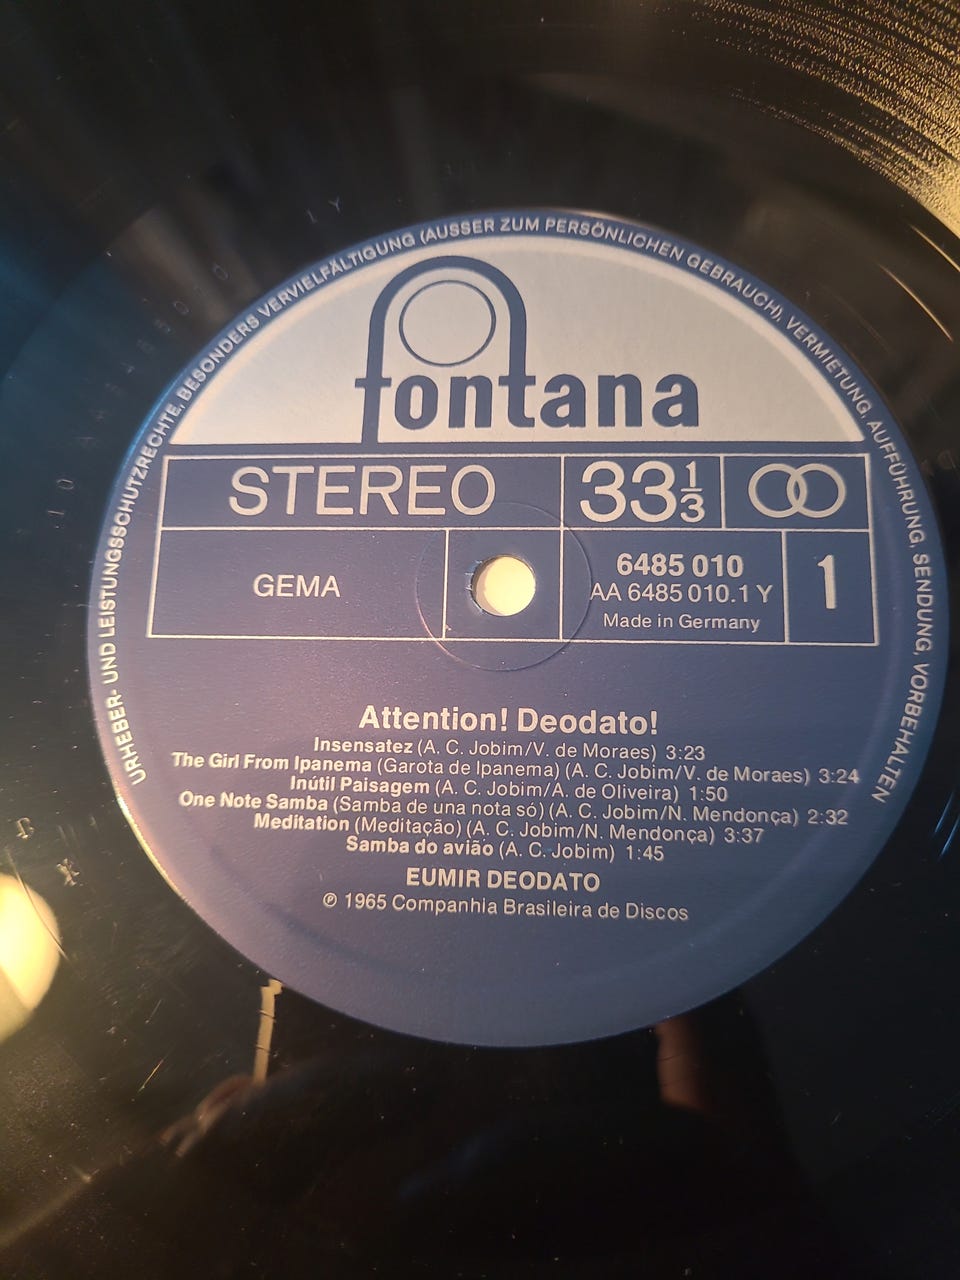 URHEBER- UND LEISTUNGSSCHUTZRECHTE, BESONDERS VERVIELFÄLTIGUNG (AUSSER ZUM PERSÖNLICHEN GEBRAUCH), VERMIETUNG, AUFFÜHRUNG, SENDUNG, VORBEHALTEN
fontana
STEREO
33 1/3
GEMA
6485 010
AA 6485 010.1 Y
Made in Germany
1
Attention! Deodato!
Insensatez (A. C. Jobim/V. de Moraes) 3:23
The Girl From Ipanema (Garota de Ipanema) (A. C. Jobim/V. de Moraes) 3:24
Inútil Paisagem (A. C. Jobim/A. de Oliveira) 1:50
One Note Samba (Samba de una nota só) (A. C. Jobim/N. Mendonça) 2:32
Meditation (Meditação) (A. C. Jobim/N. Mendonça) 3:37
Samba do avião (A. C. Jobim) 1:45
EUMIR DEODATO
℗ 1965 Companhia Brasileira de Discos